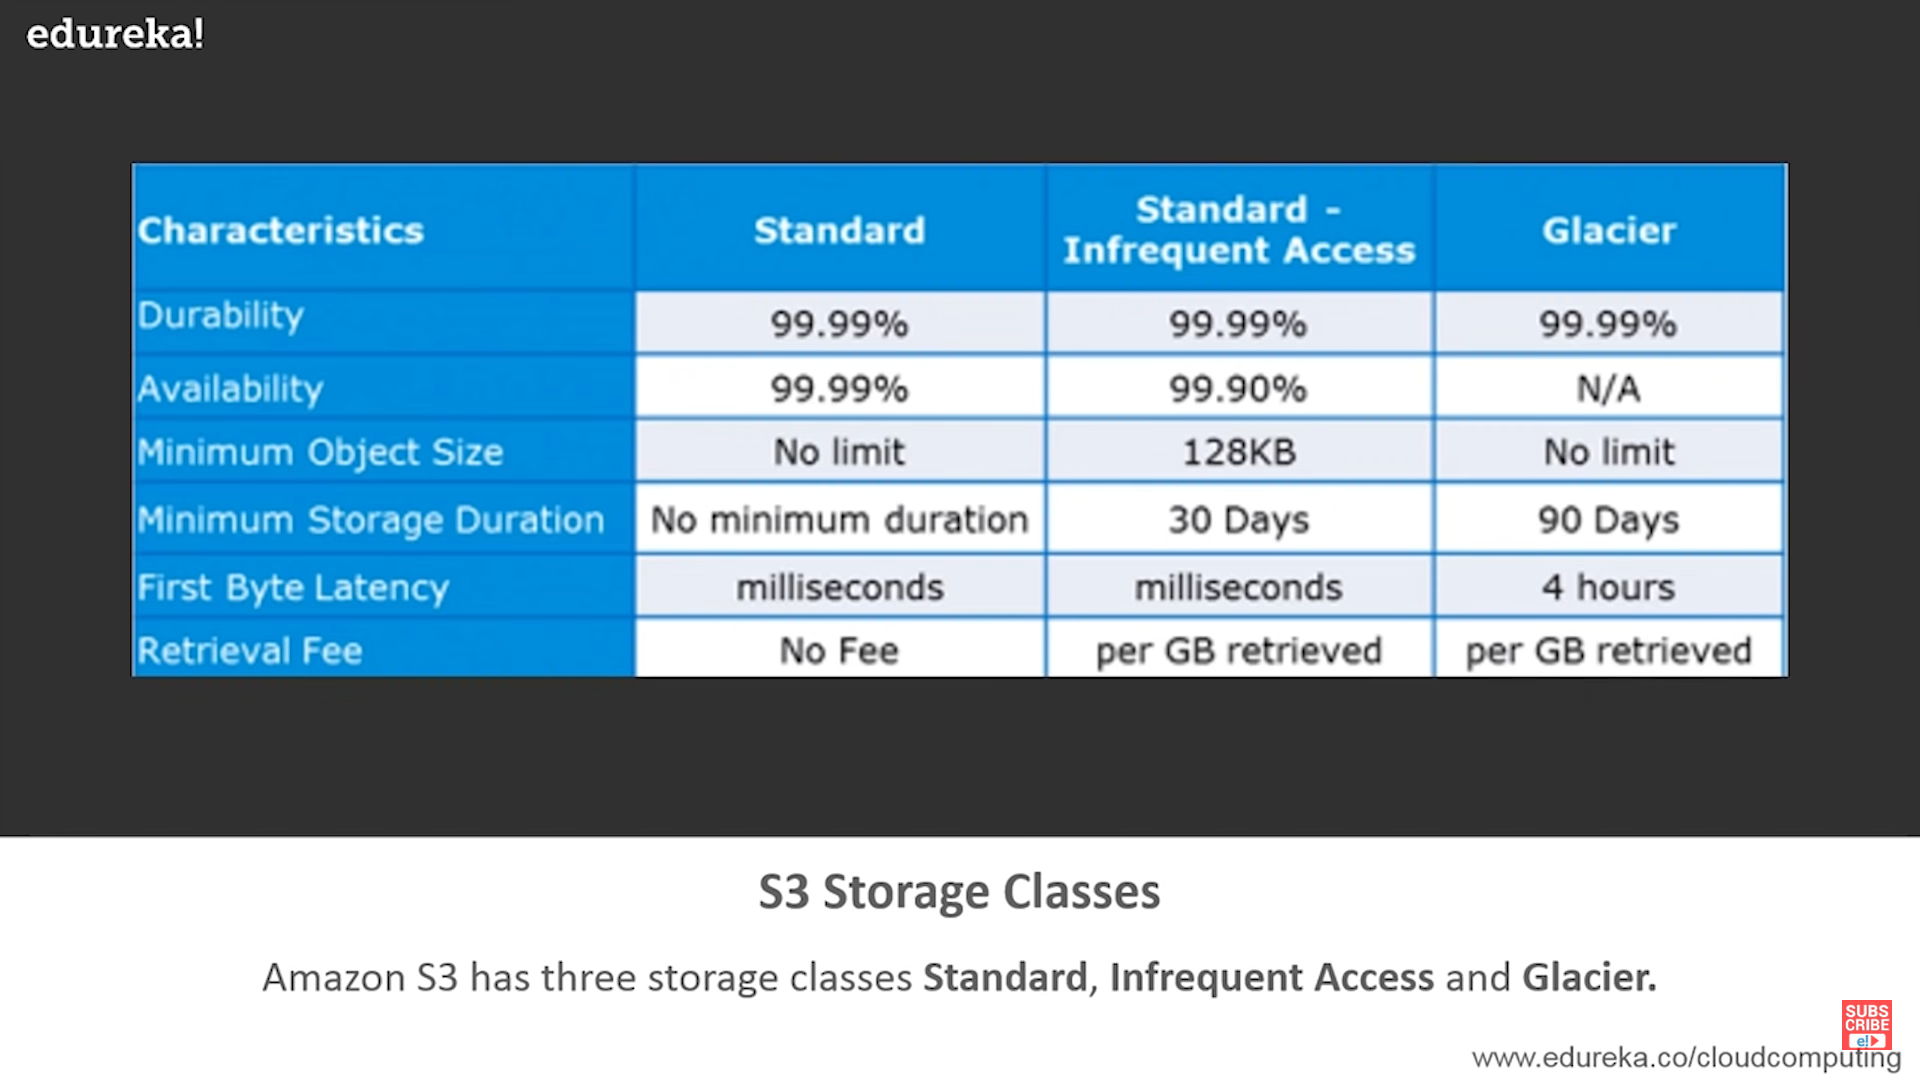 edureka!
Characteristics Standard Standard - Infrequent Access Glacier
Durability 99.99% 99.99% 99.99%
Availability 99.99% 99.90% N/A
Minimum Object Size No limit 128KB No limit
Minimum Storage Duration No minimum duration 30 Days 90 Days
First Byte Latency milliseconds milliseconds 4 hours
Retrieval Fee No Fee per GB retrieved per GB retrieved
S3 Storage Classes
Amazon S3 has three storage classes Standard, Infrequent Access and Glacier.
SUBS
CRIBE
e!
www.edureka.co/cloudcomputing